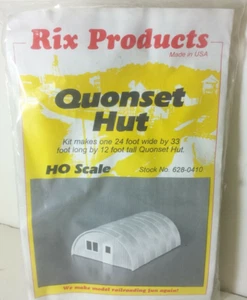 Rix Products
Made in USA
Quonset
Hut
Kit makes one 24 foot wide by 33
foot long by 12 foot tall Quonset Hut.
HO Scale
Stock No. 628-0410
We make model railroading fun again!